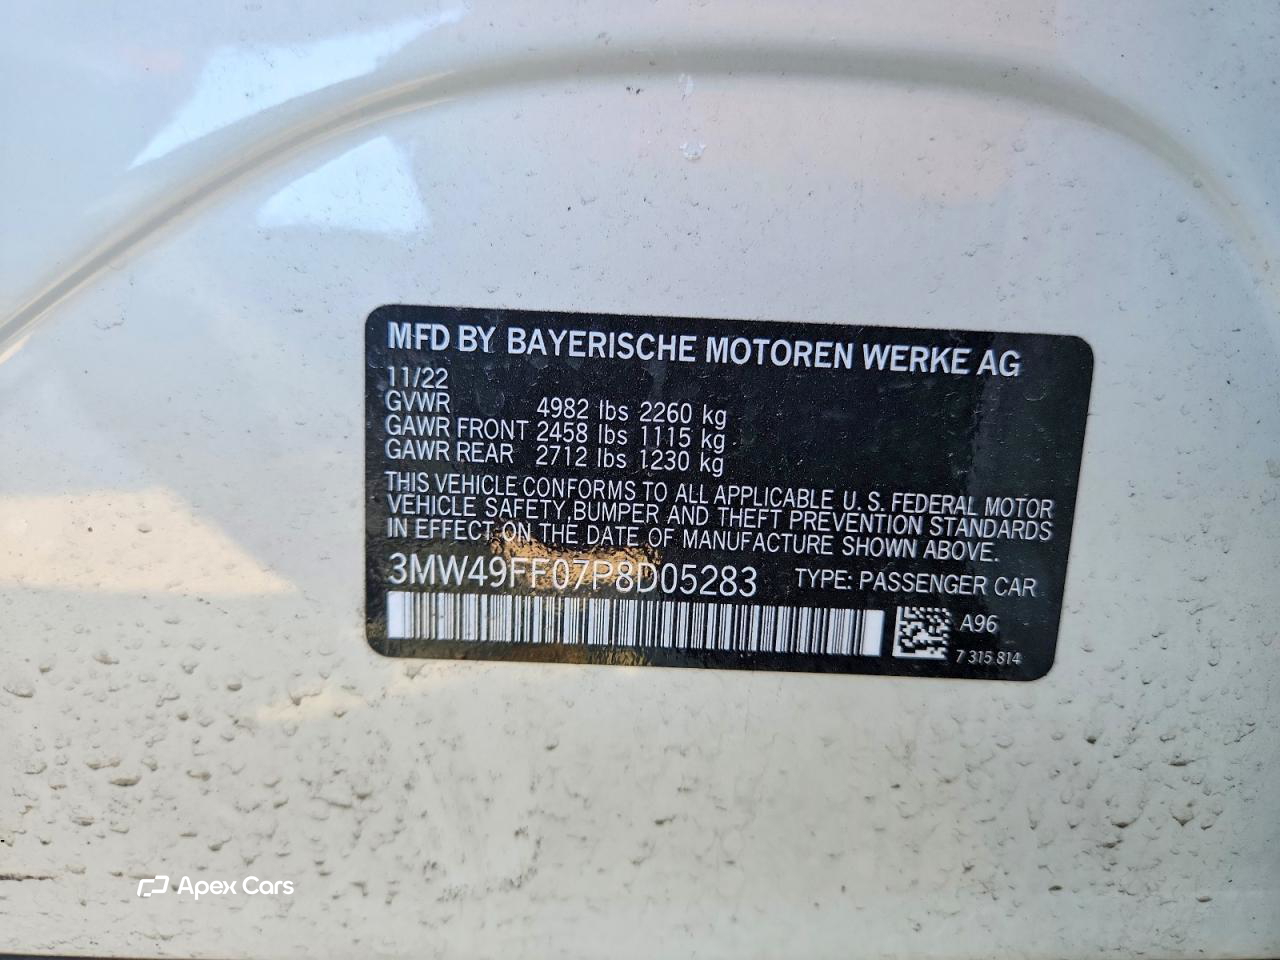 MFD BY BAYERISCHE MOTOREN WERKE AG
11/22
GVWR 4982 lbs 2260 kg
GAWR FRONT 2458 lbs 1115 kg
GAWR REAR 2712 lbs 1230 kg
THIS VEHICLE CONFORMS TO ALL APPLICABLE U.S. FEDERAL MOTOR
VEHICLE SAFETY,BUMPER AND THEFT PREVENTION STANDARDS
IN EFFECT ON THE DATE OF MANUFACTURE SHOWN ABOVE.
3MW49FF07P8D05283 TYPE: PASSENGER CAR
A96
7 315 814
Apex Cars